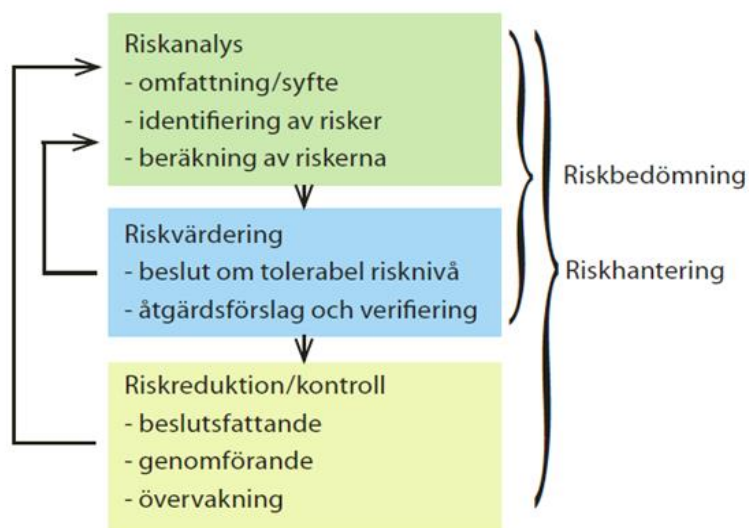 Riskanalys
- omfattning/syfte
- identifiering av risker
- beräkning av riskerna
Riskvärdering
- beslut om tolerabel risknivå
- åtgärdsförslag och verifiering
Riskreduktion/kontroll
- beslutsfattande
- genomförande
- övervakning
Riskbedömning
Riskhantering